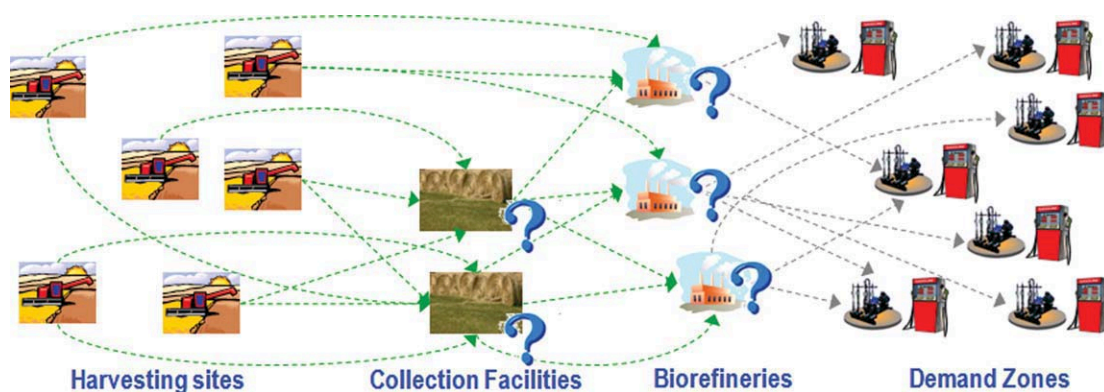 Harvesting sites
Collection Facilities
Biorefineries
Demand Zones